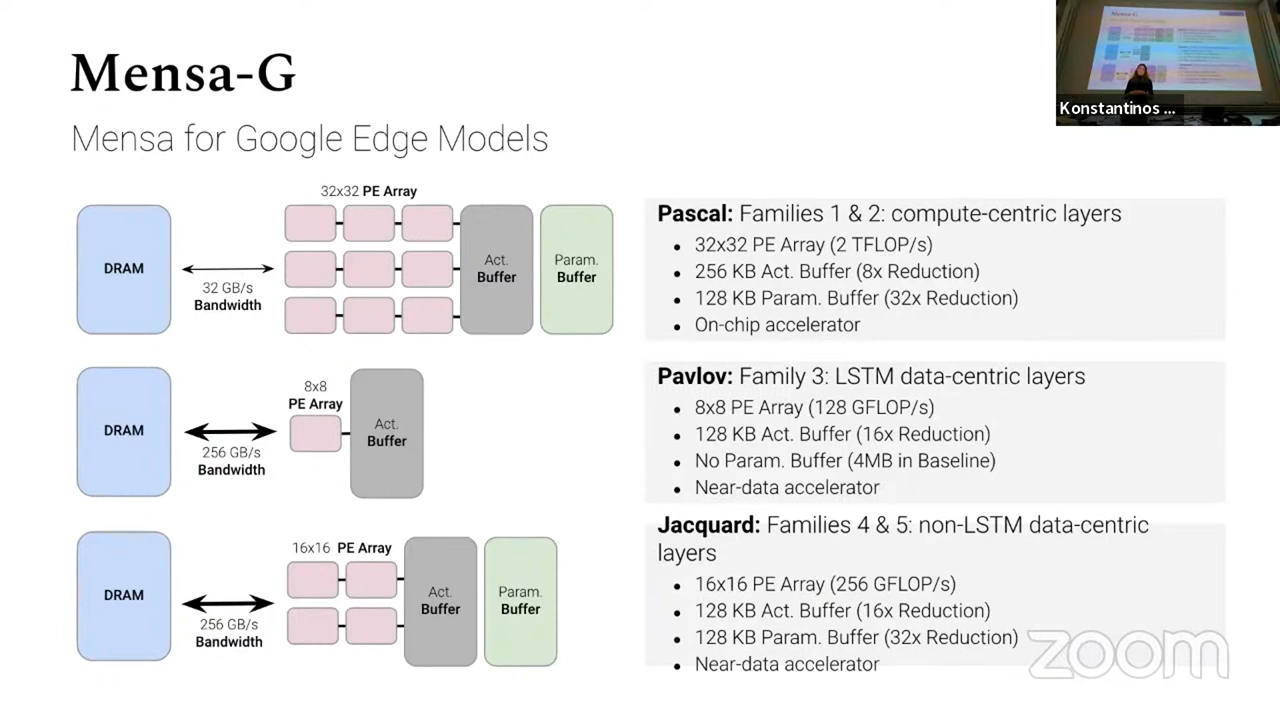 Mensa-G
Mensa for Google Edge Models
Konstantinos ...
32x32 PE Array
DRAM
32 GB/s
Bandwidth
Act.
Buffer
Param.
Buffer
Pascal: Families 1 & 2: compute-centric layers
• 32x32 PE Array (2 TFLOP/s)
• 256 KB Act. Buffer (8x Reduction)
• 128 KB Param. Buffer (32x Reduction)
• On-chip accelerator
DRAM
256 GB/s
Bandwidth
8x8
PE Array
Act.
Buffer
Pavlov: Family 3: LSTM data-centric layers
• 8x8 PE Array (128 GFLOP/s)
• 128 KB Act. Buffer (16x Reduction)
• No Param. Buffer (4MB in Baseline)
• Near-data accelerator
DRAM
256 GB/s
Bandwidth
16x16 PE Array
Act.
Buffer
Param.
Buffer
Jacquard: Families 4 & 5: non-LSTM data-centric
layers
• 16x16 PE Array (256 GFLOP/s)
• 128 KB Act. Buffer (16x Reduction)
• 128 KB Param. Buffer (32x Reduction)
• Near-data accelerator
zoom